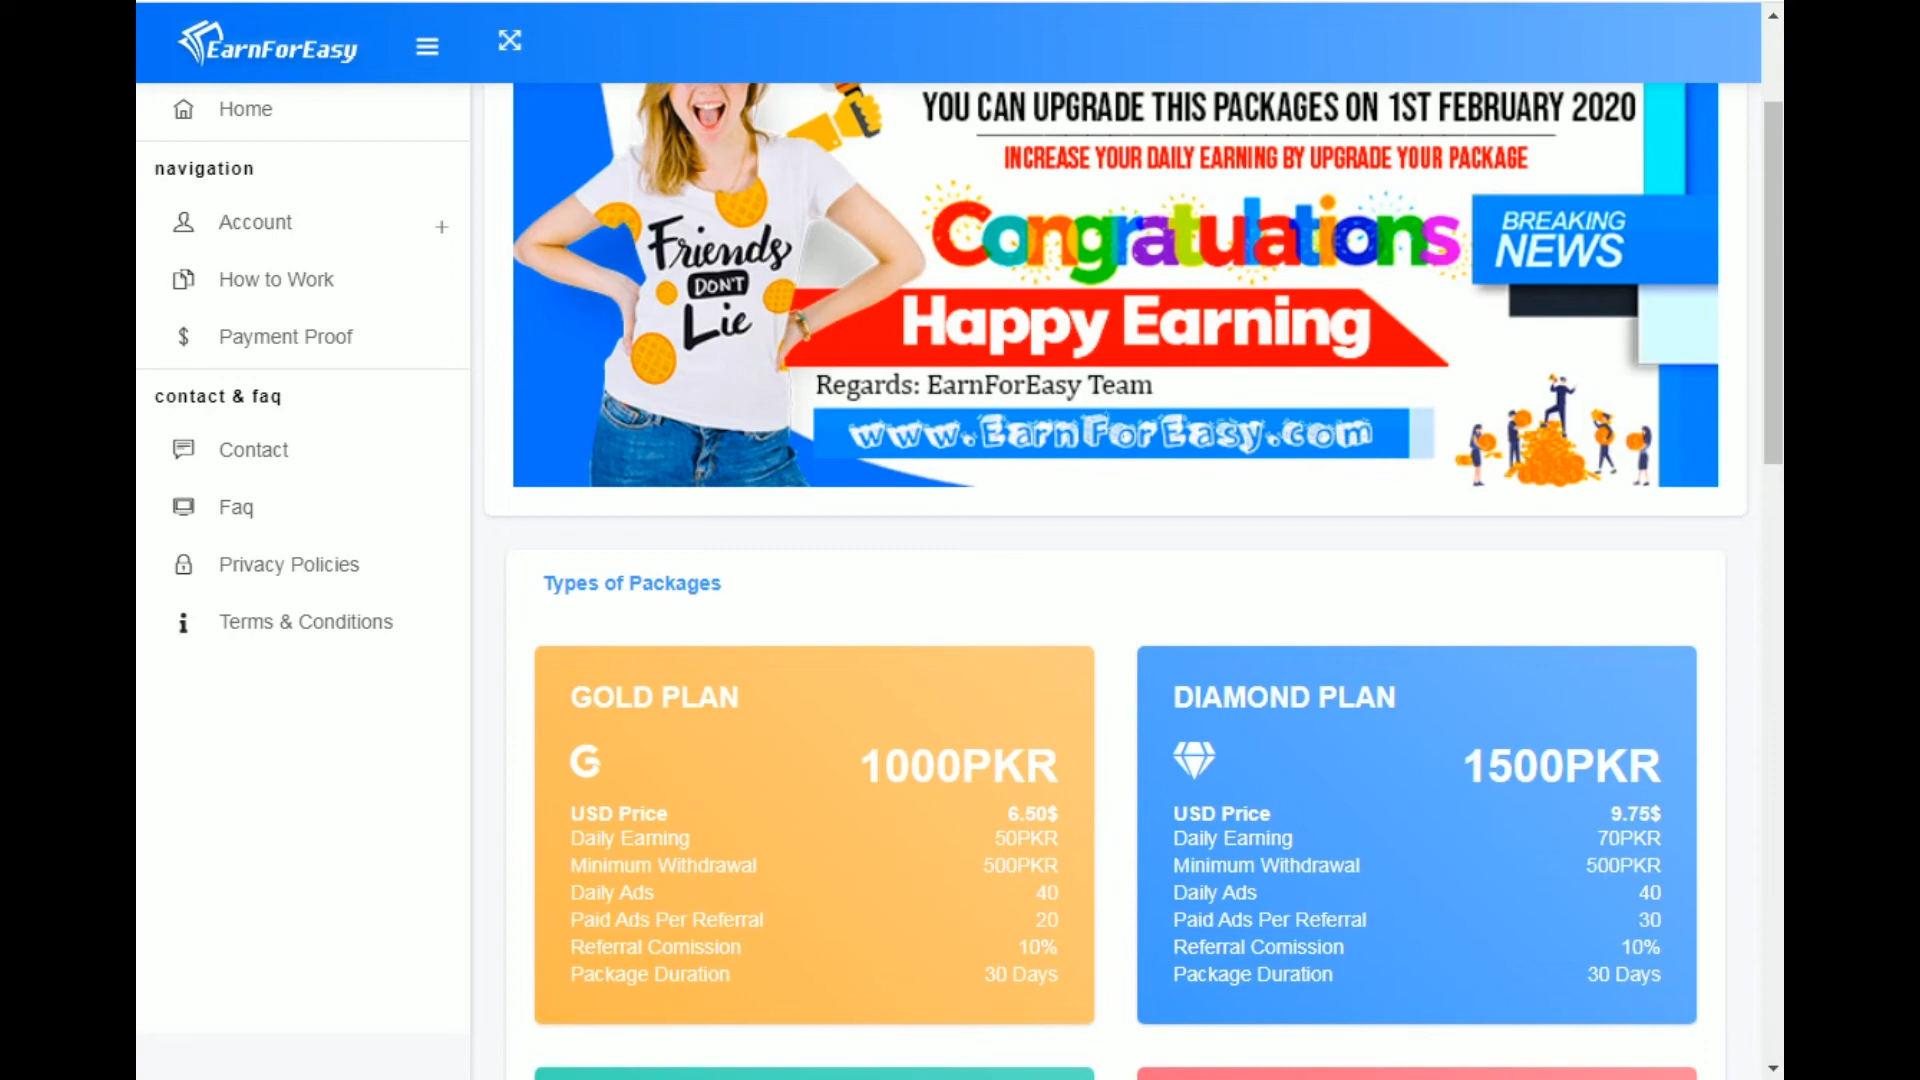 EarnForEasy
Home
navigation
Account
How to Work
Payment Proof
contact & faq
Contact
Faq
Privacy Policies
Terms & Conditions
YOU CAN UPGRADE THIS PACKAGES ON 1ST FEBRUARY 2020
INCREASE YOUR DAILY EARNING BY UPGRADE YOUR PACKAGE
Congratulations
BREAKING
NEWS
Happy Earning
Regards: EarnForEasy Team
www.EarnForEasy.com
Friends
DON'T
Lie
Types of Packages
GOLD PLAN
G
1000PKR
USD Price 6.50$
Daily Earning 50PKR
Minimum Withdrawal 500PKR
Daily Ads 40
Paid Ads Per Referral 20
Referral Comission 10%
Package Duration 30 Days
DIAMOND PLAN
1500PKR
USD Price 9.75$
Daily Earning 70PKR
Minimum Withdrawal 500PKR
Daily Ads 40
Paid Ads Per Referral 30
Referral Comission 10%
Package Duration 30 Days